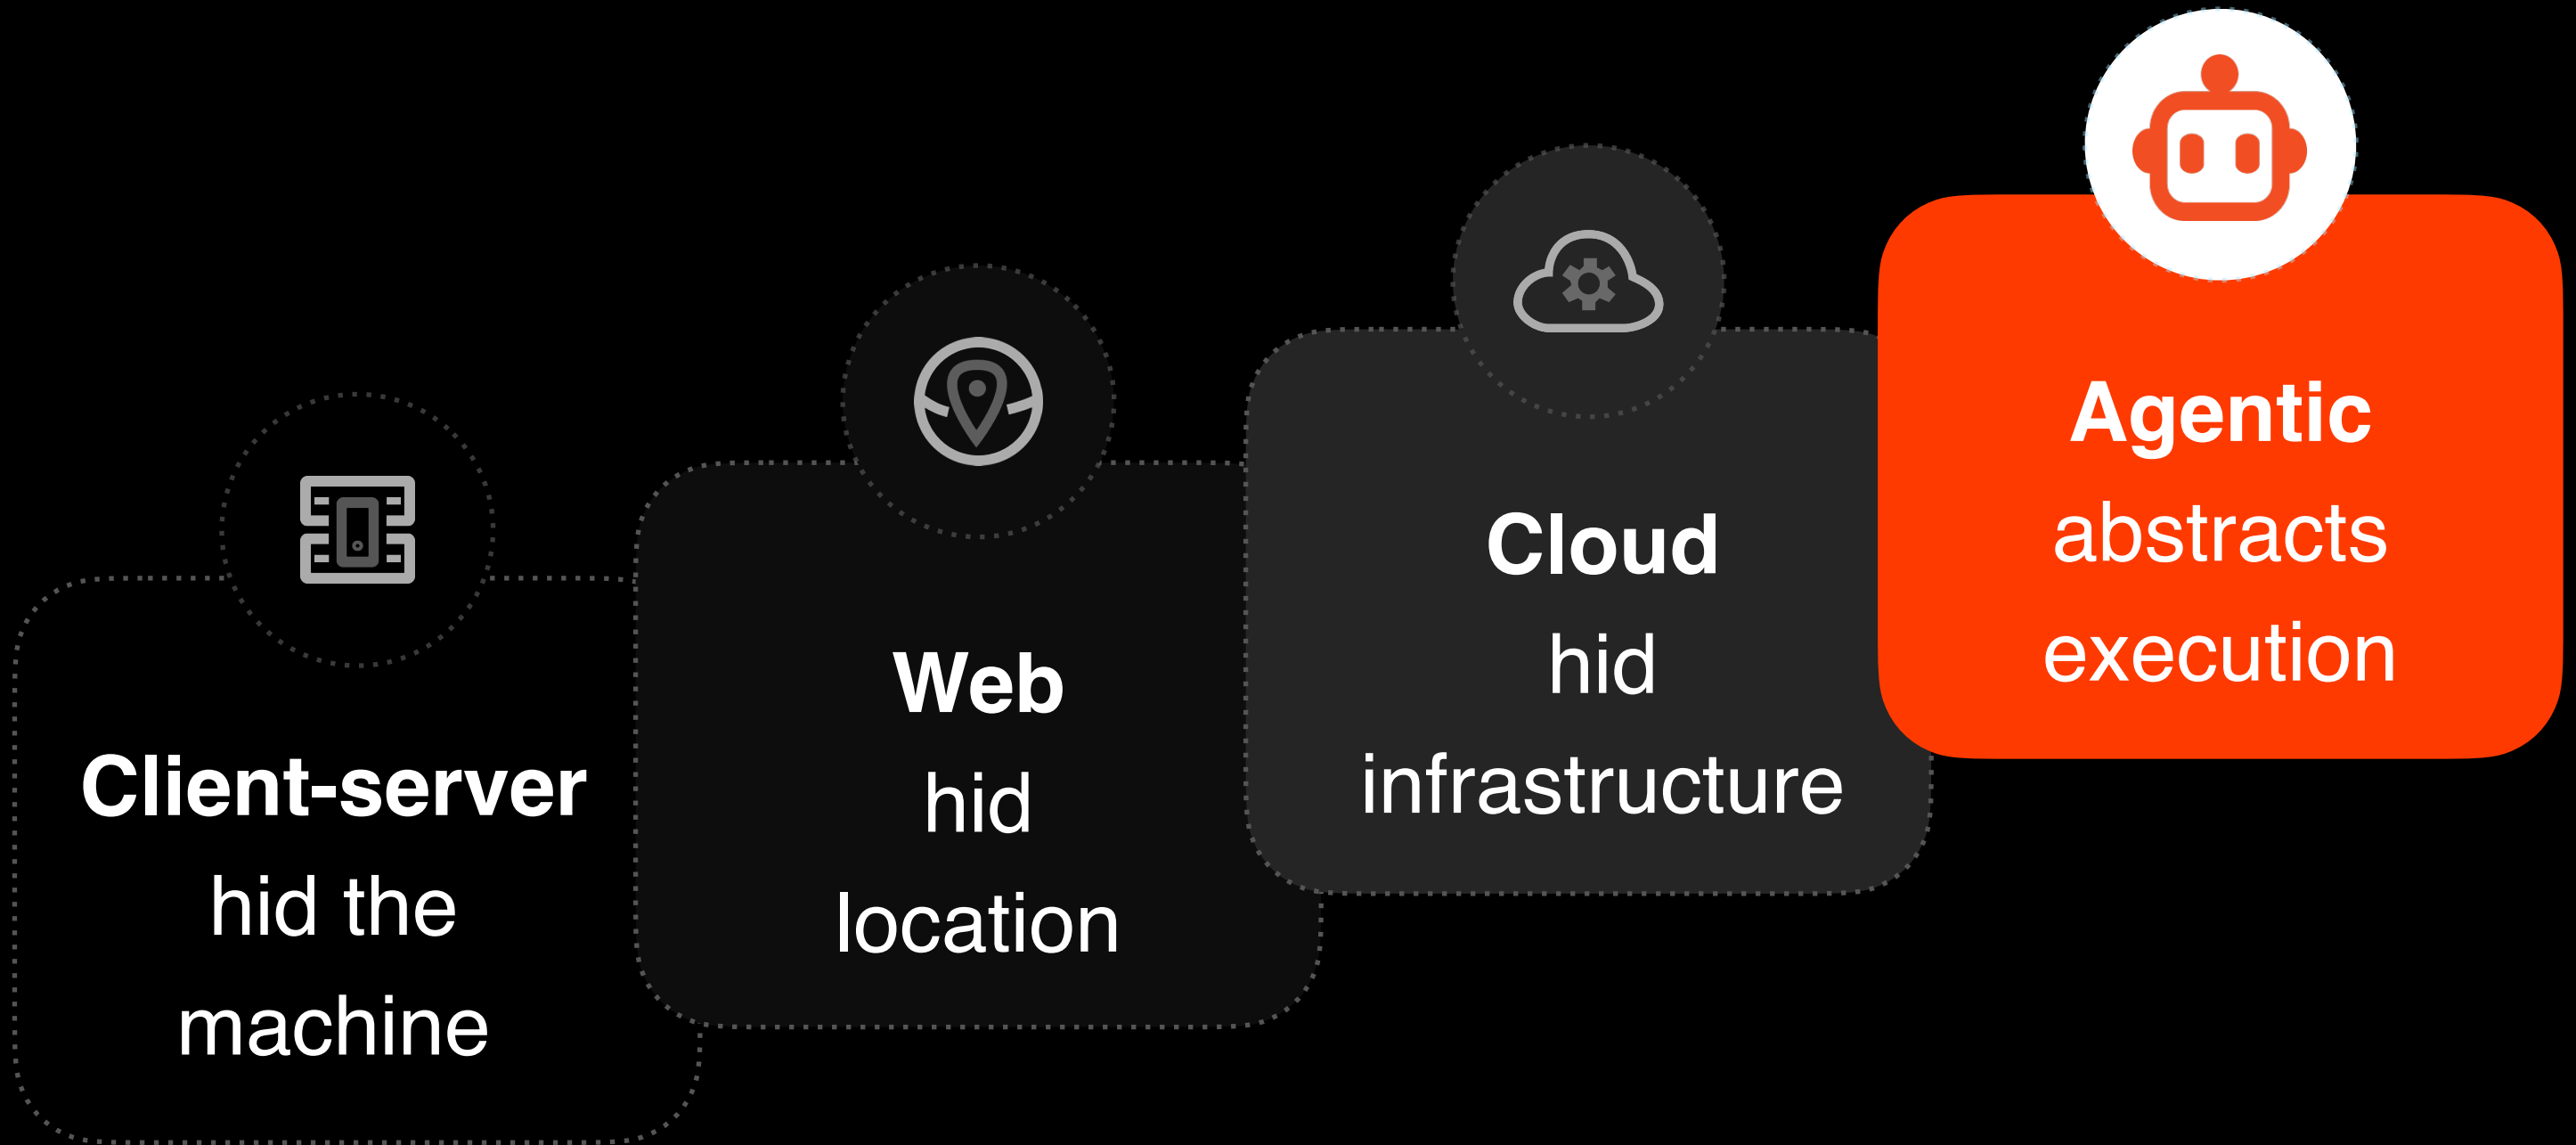 Client-server
hid the
machine
Web
hid
location
Cloud
hid
infrastructure
Agentic
abstracts
execution